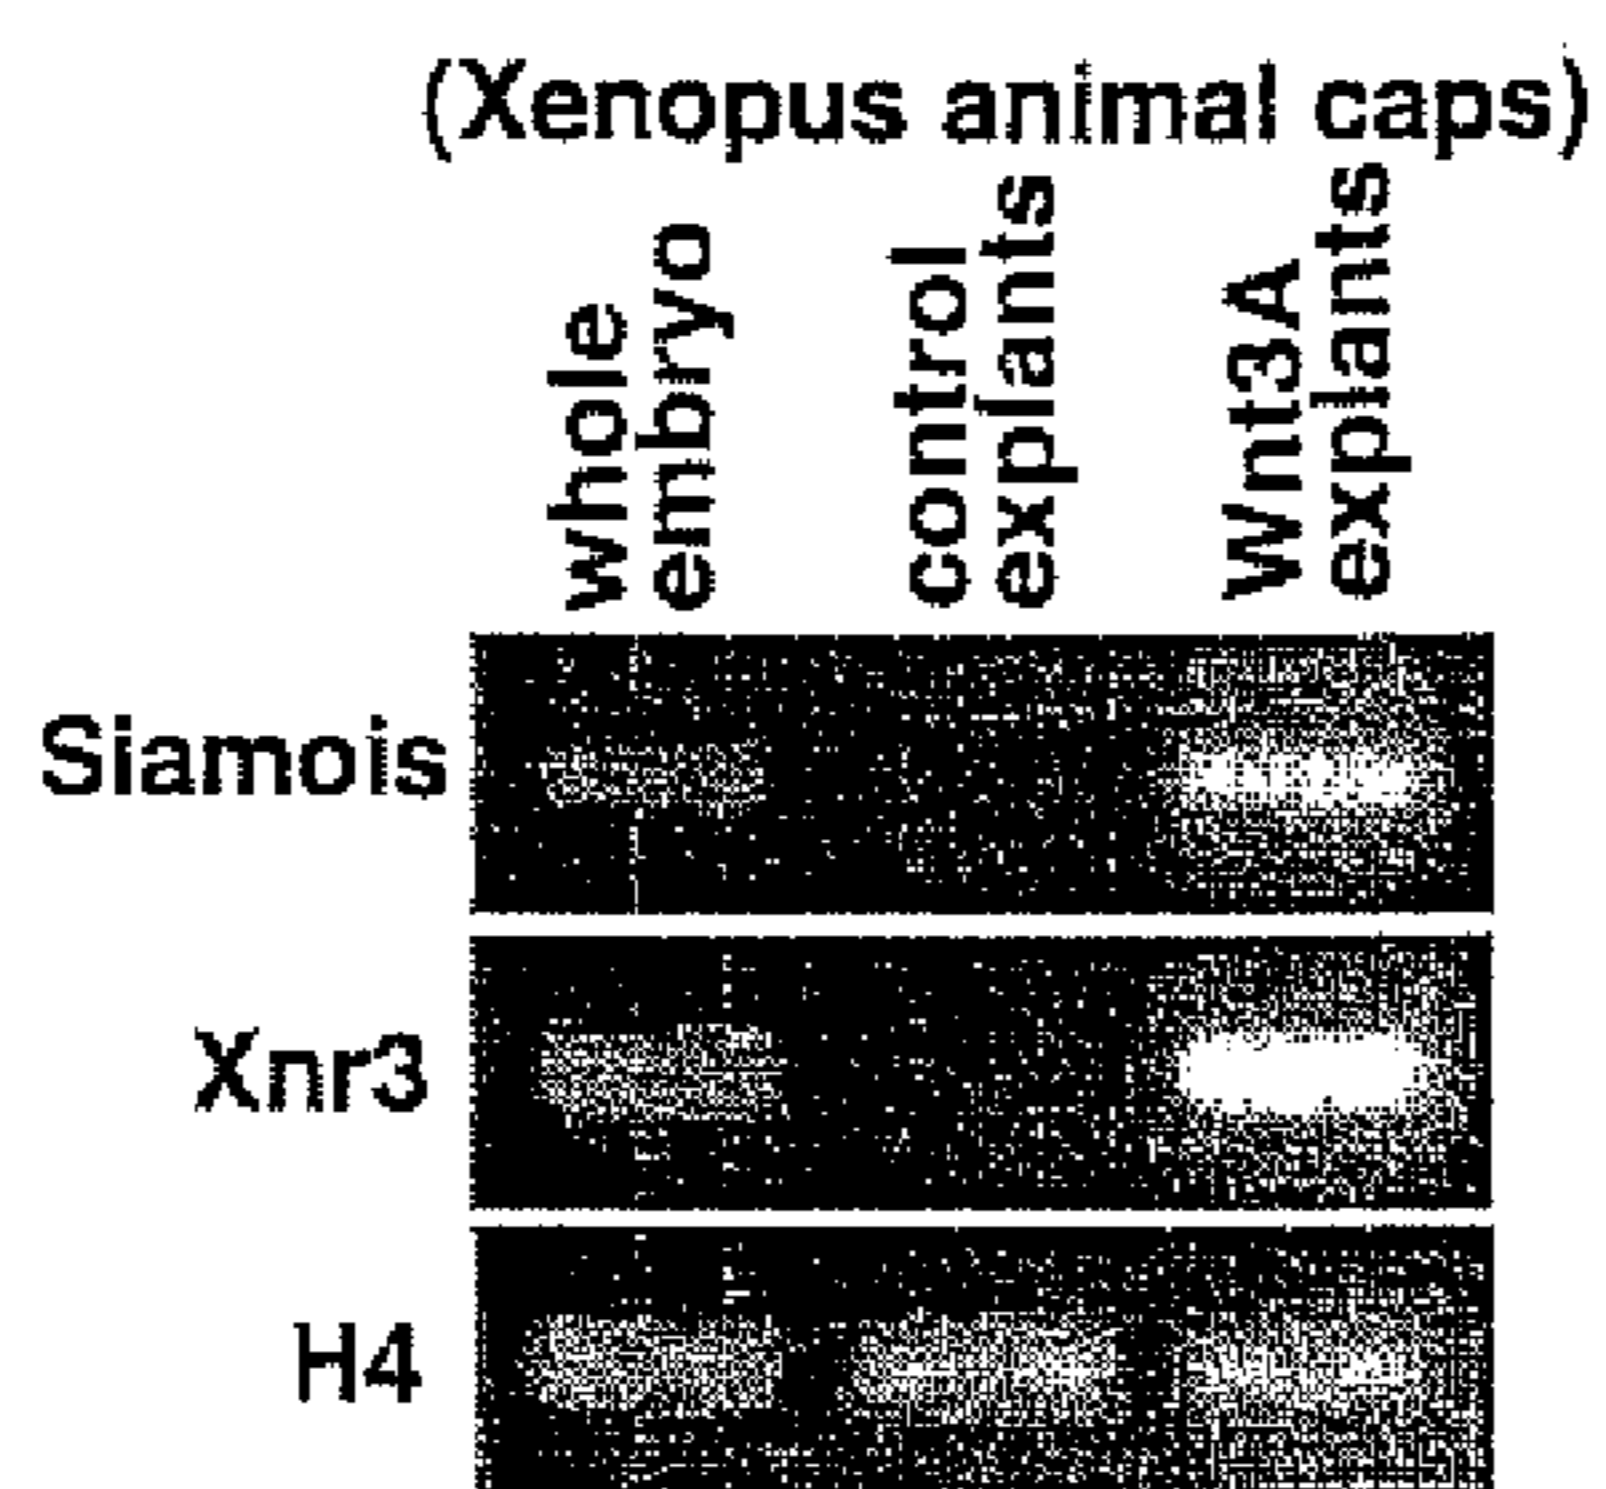 (Xenopus animal caps)
whole
embryo
control
explants
Wnt3A
explants
Siamois
Xnr3
H4